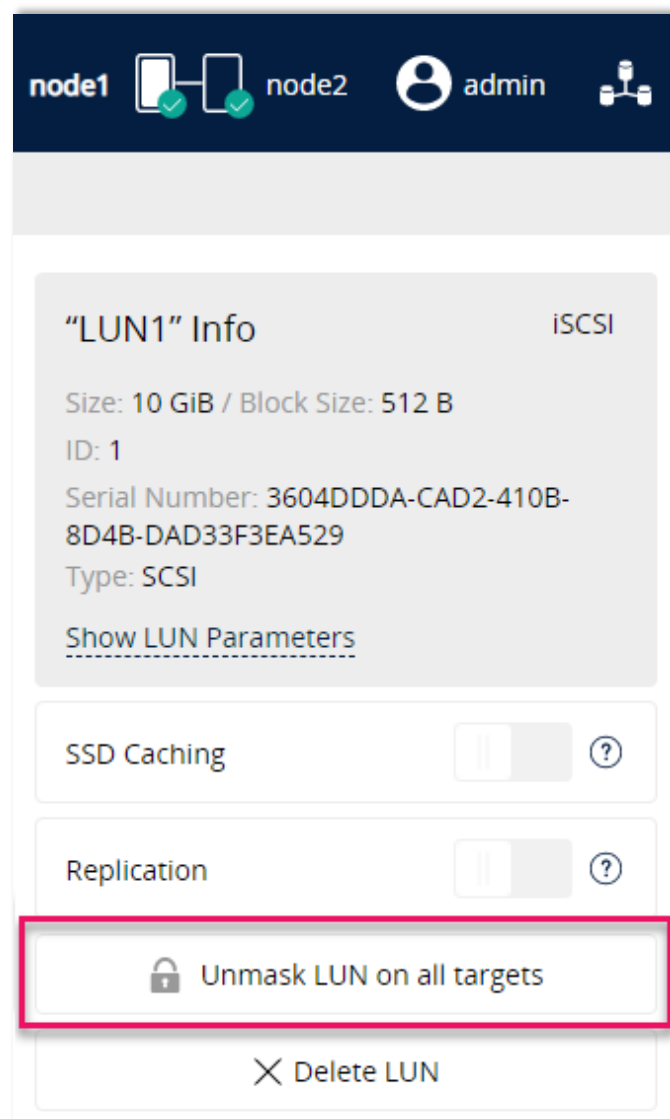 node1 node2 admin
“LUN1” Info iSCSI
Size: 10 GiB / Block Size: 512 B
ID: 1
Serial Number: 3604DDDA-CAD2-410B-
8D4B-DAD33F3EA529
Type: SCSI
Show LUN Parameters
SSD Caching ?
Replication ?
Unmask LUN on all targets
Delete LUN